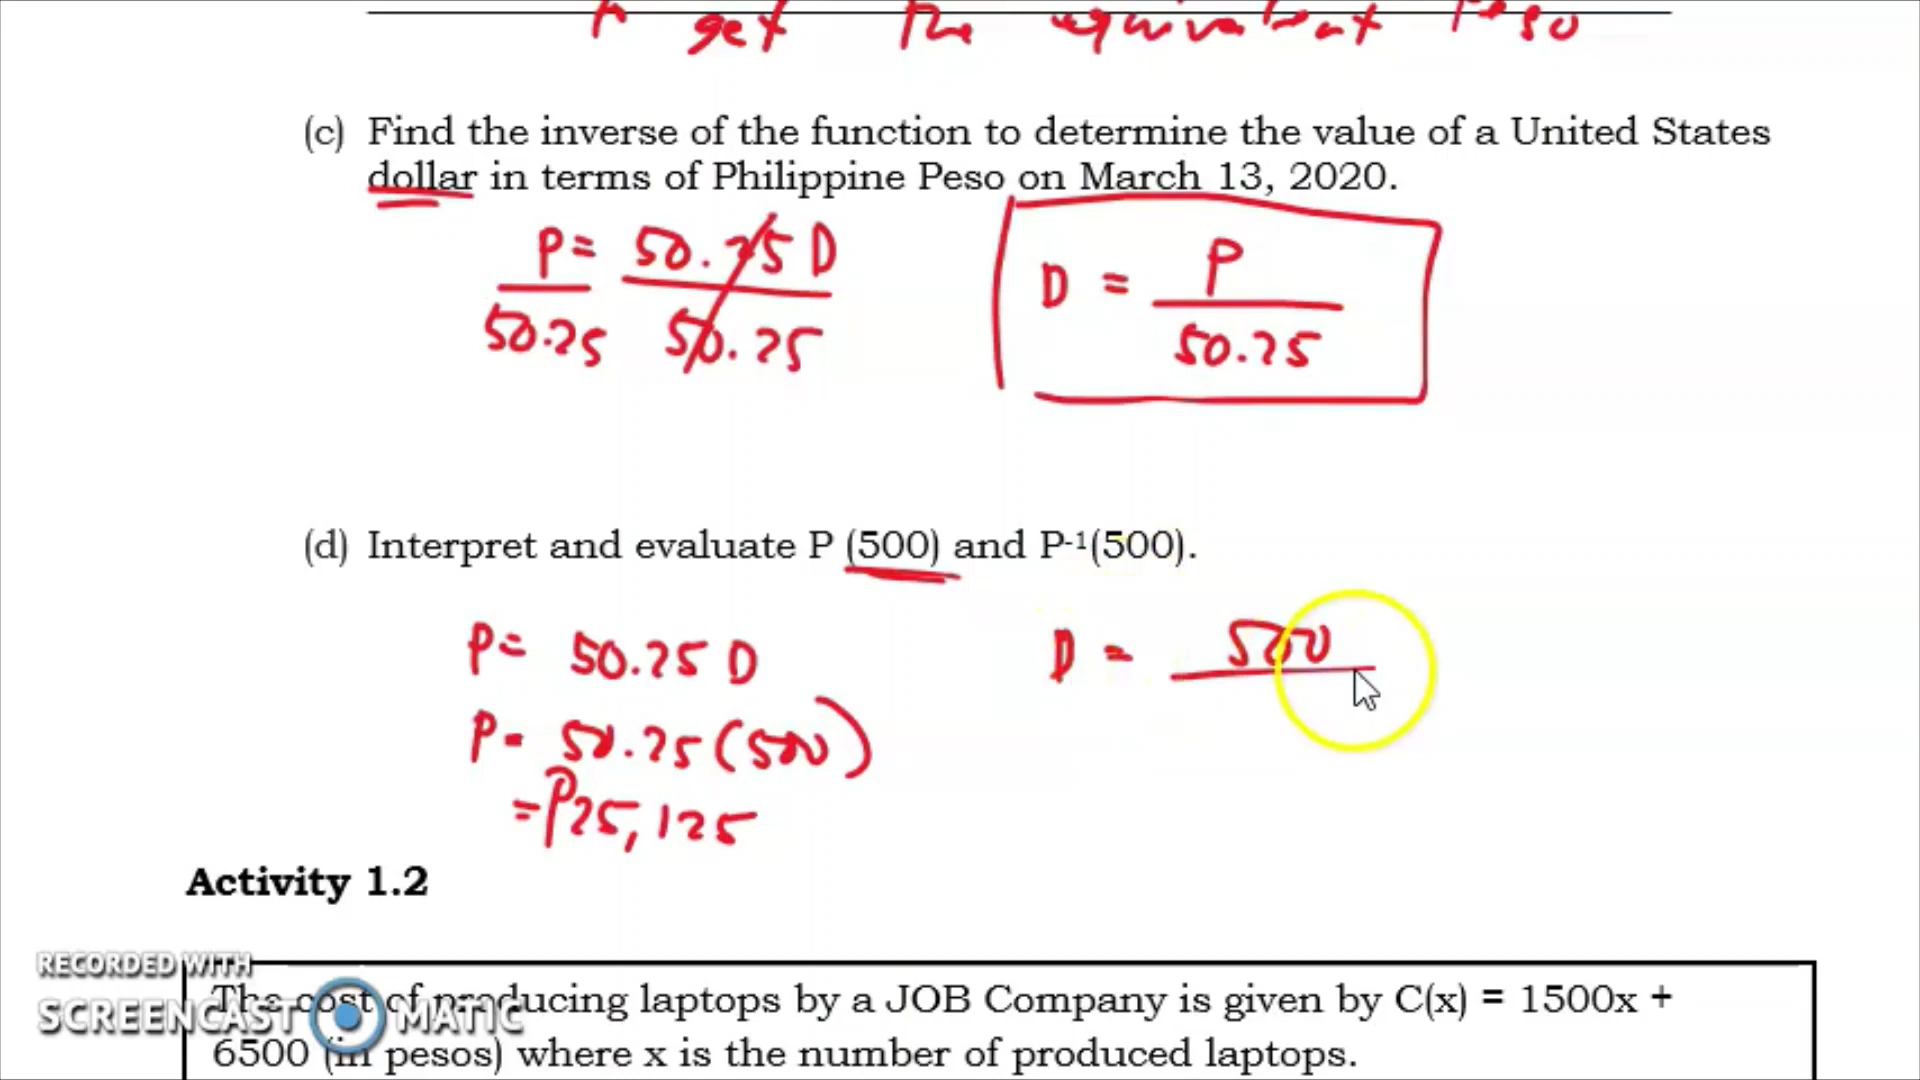 to get the equivalent Peso
(c) Find the inverse of the function to determine the value of a United States
dollar in terms of Philippine Peso on March 13, 2020.
P = 50.25 D
50.25 50.25
D = P
50.25
(d) Interpret and evaluate P (500) and P-1(500).
P = 50.25 D
P = 50.25 (500)
= P25,125
D = 500
Activity 1.2
The cost of producing laptops by a JOB Company is given by C(x) = 1500x +
6500 (in pesos) where x is the number of produced laptops.
RECORDED WITH
SCREENCAST MATIC